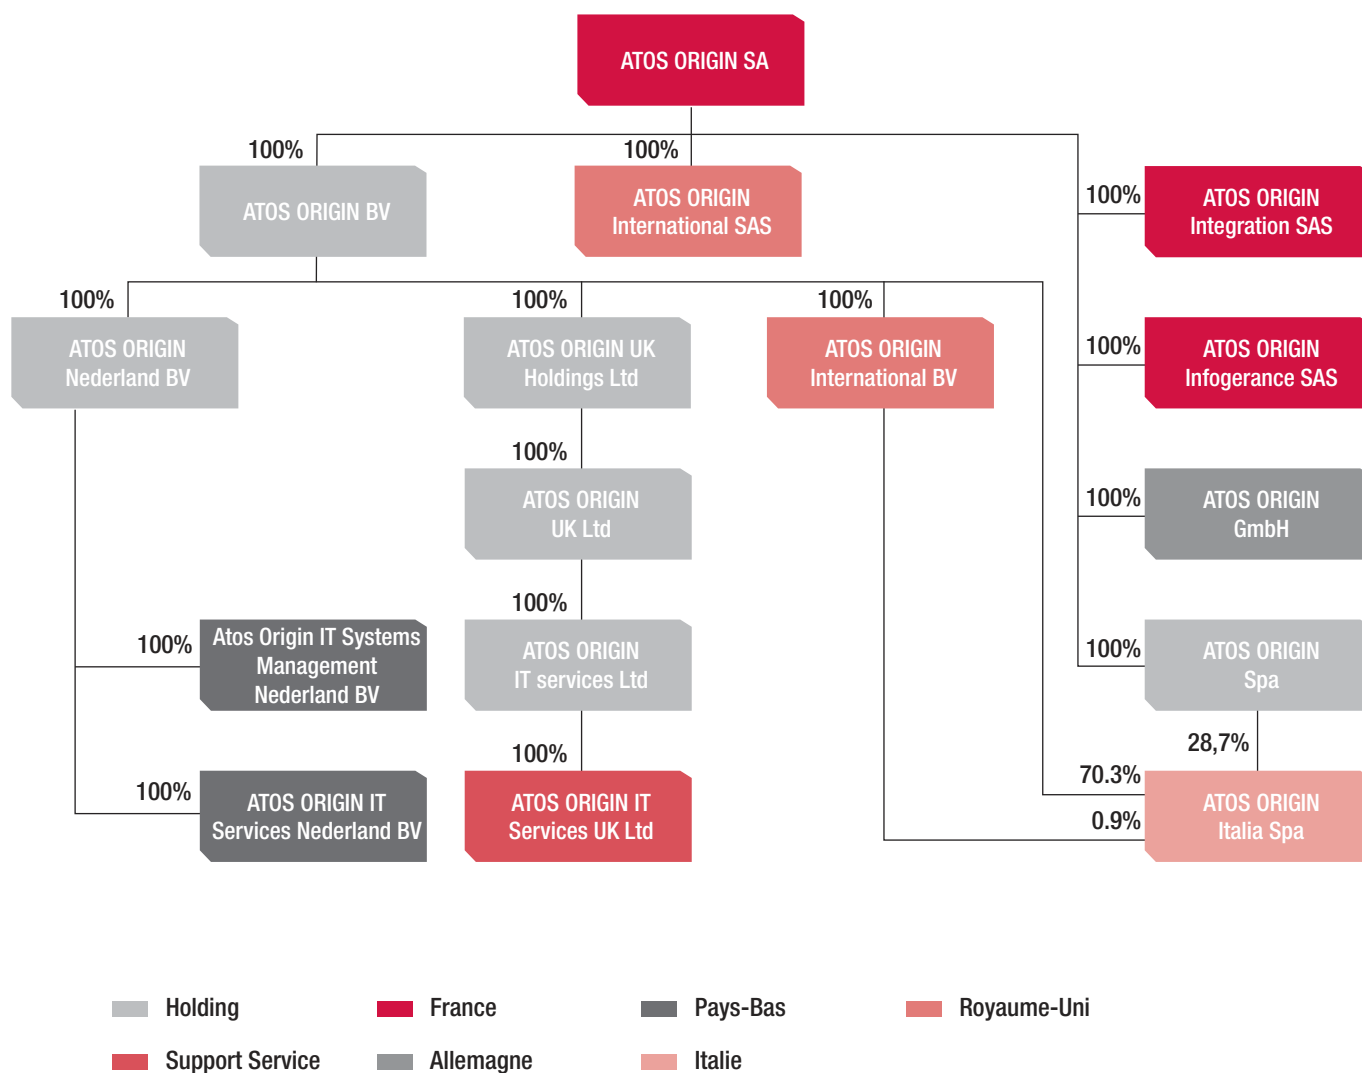 ATOS ORIGIN SA
100%
100%
ATOS ORIGIN BV
ATOS ORIGIN
International SAS
100%
ATOS ORIGIN
Integration SAS
100%
100%
100%
ATOS ORIGIN
Nederland BV
ATOS ORIGIN UK
Holdings Ltd
ATOS ORIGIN
International BV
100%
ATOS ORIGIN
Infogerance SAS
100%
ATOS ORIGIN
UK Ltd
100%
ATOS ORIGIN
GmbH
100%
100%
Atos Origin IT Systems
Management
Nederland BV
ATOS ORIGIN
IT services Ltd
100%
ATOS ORIGIN
Spa
28,7%
100%
100%
ATOS ORIGIN IT
Services Nederland BV
ATOS ORIGIN IT
Services UK Ltd
70.3%
0.9%
ATOS ORIGIN
Italia Spa
Holding
France
Pays-Bas
Royaume-Uni
Support Service
Allemagne
Italie